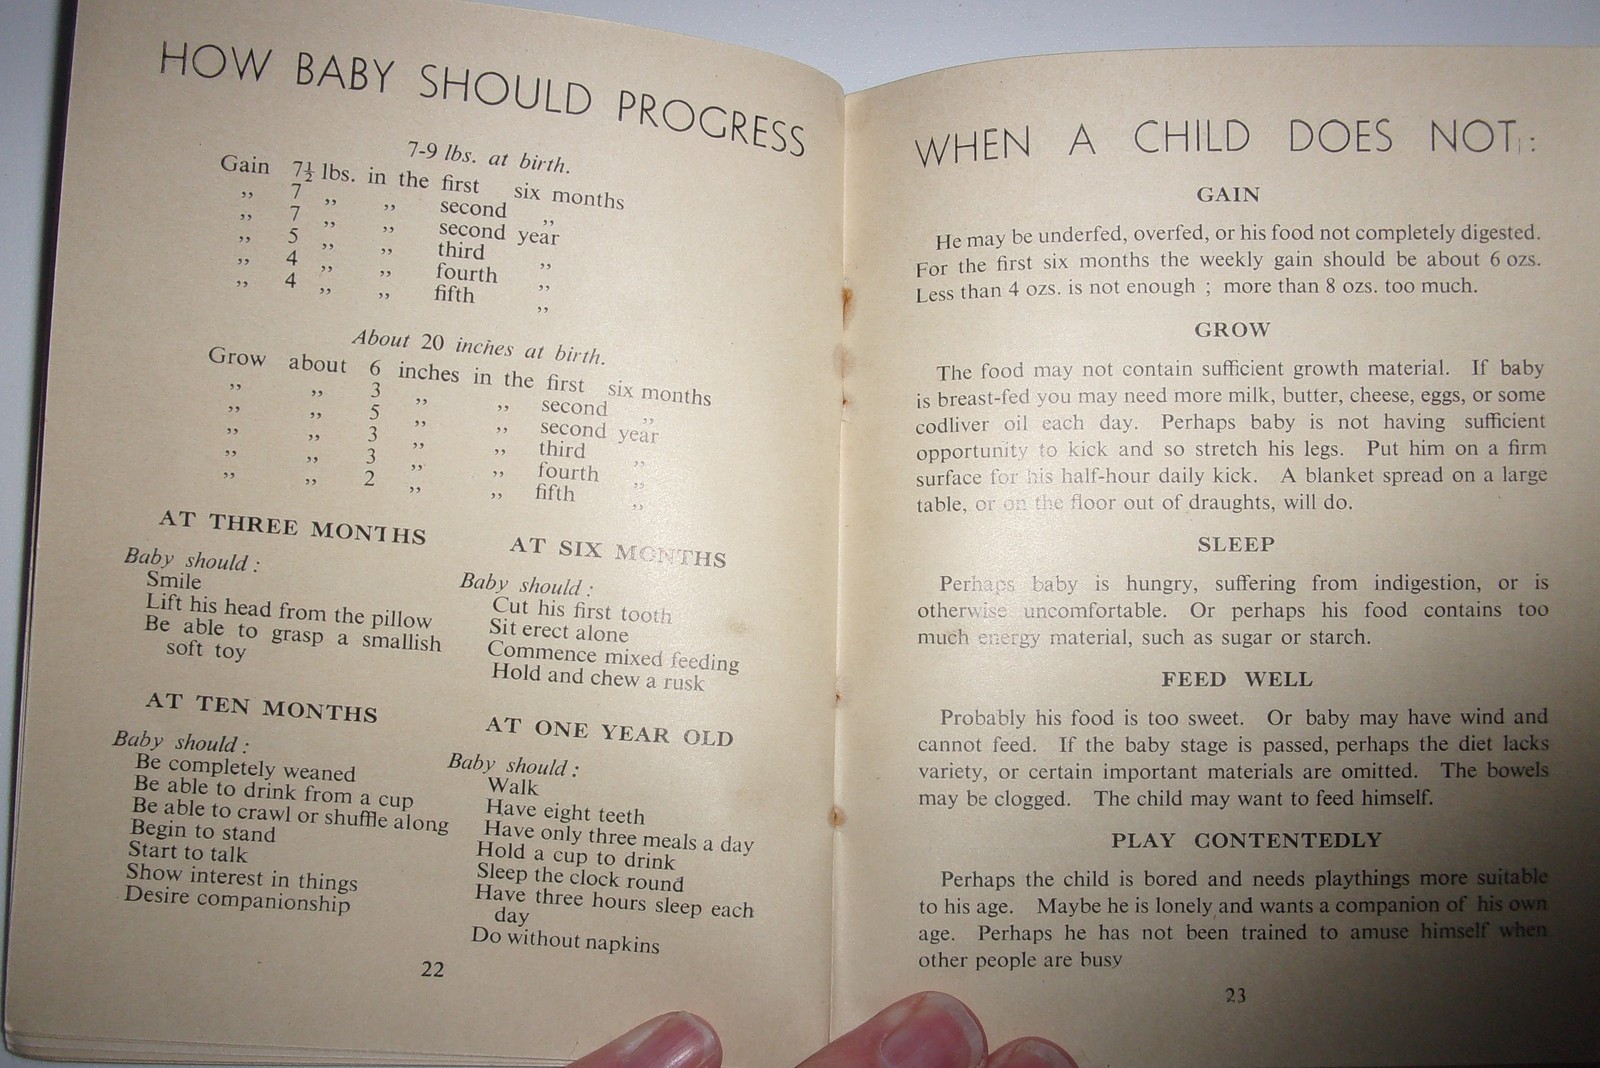 HOW BABY SHOULD PROGRESS
7-9 lbs. at birth.
Gain 7½ lbs. in the first six months
„ 7 „ „ second „
„ 7 „ „ second year
„ 5 „ „ third „
„ 4 „ „ fourth „
„ 4 „ „ fifth „
About 20 inches at birth.
Grow about 6 inches in the first six months
„ „ 3 „ „ second „
„ „ 5 „ „ second year
„ „ 3 „ „ third „
„ „ 3 „ „ fourth „
„ „ 2 „ „ fifth „
AT THREE MONTHS
Baby should :
Smile
Lift his head from the pillow
Be able to grasp a smallish
soft toy
AT SIX MONTHS
Baby should :
Cut his first tooth
Sit erect alone
Commence mixed feeding
Hold and chew a rusk
AT TEN MONTHS
Baby should :
Be completely weaned
Be able to drink from a cup
Be able to crawl or shuffle along
Begin to stand
Start to talk
Show interest in things
Desire companionship
AT ONE YEAR OLD
Baby should :
Walk
Have eight teeth
Have only three meals a day
Hold a cup to drink
Sleep the clock round
Have three hours sleep each
day
Do without napkins
22
WHEN A CHILD DOES NOT :
GAIN
He may be underfed, overfed, or his food not completely digested.
For the first six months the weekly gain should be about 6 ozs.
Less than 4 ozs. is not enough ; more than 8 ozs. too much.
GROW
The food may not contain sufficient growth material. If baby
is breast-fed you may need more milk, butter, cheese, eggs, or some
codliver oil each day. Perhaps baby is not having sufficient
opportunity to kick and so stretch his legs. Put him on a firm
surface for his half-hour daily kick. A blanket spread on a large
table, or on the floor out of draughts, will do.
SLEEP
Perhaps baby is hungry, suffering from indigestion, or is
otherwise uncomfortable. Or perhaps his food contains too
much energy material, such as sugar or starch.
FEED WELL
Probably his food is too sweet. Or baby may have wind and
cannot feed. If the baby stage is passed, perhaps the diet lacks
variety, or certain important materials are omitted. The bowels
may be clogged. The child may want to feed himself.
PLAY CONTENTEDLY
Perhaps the child is bored and needs playthings more suitable
to his age. Maybe he is lonely and wants a companion of his own
age. Perhaps he has not been trained to amuse himself when
other people are busy
23